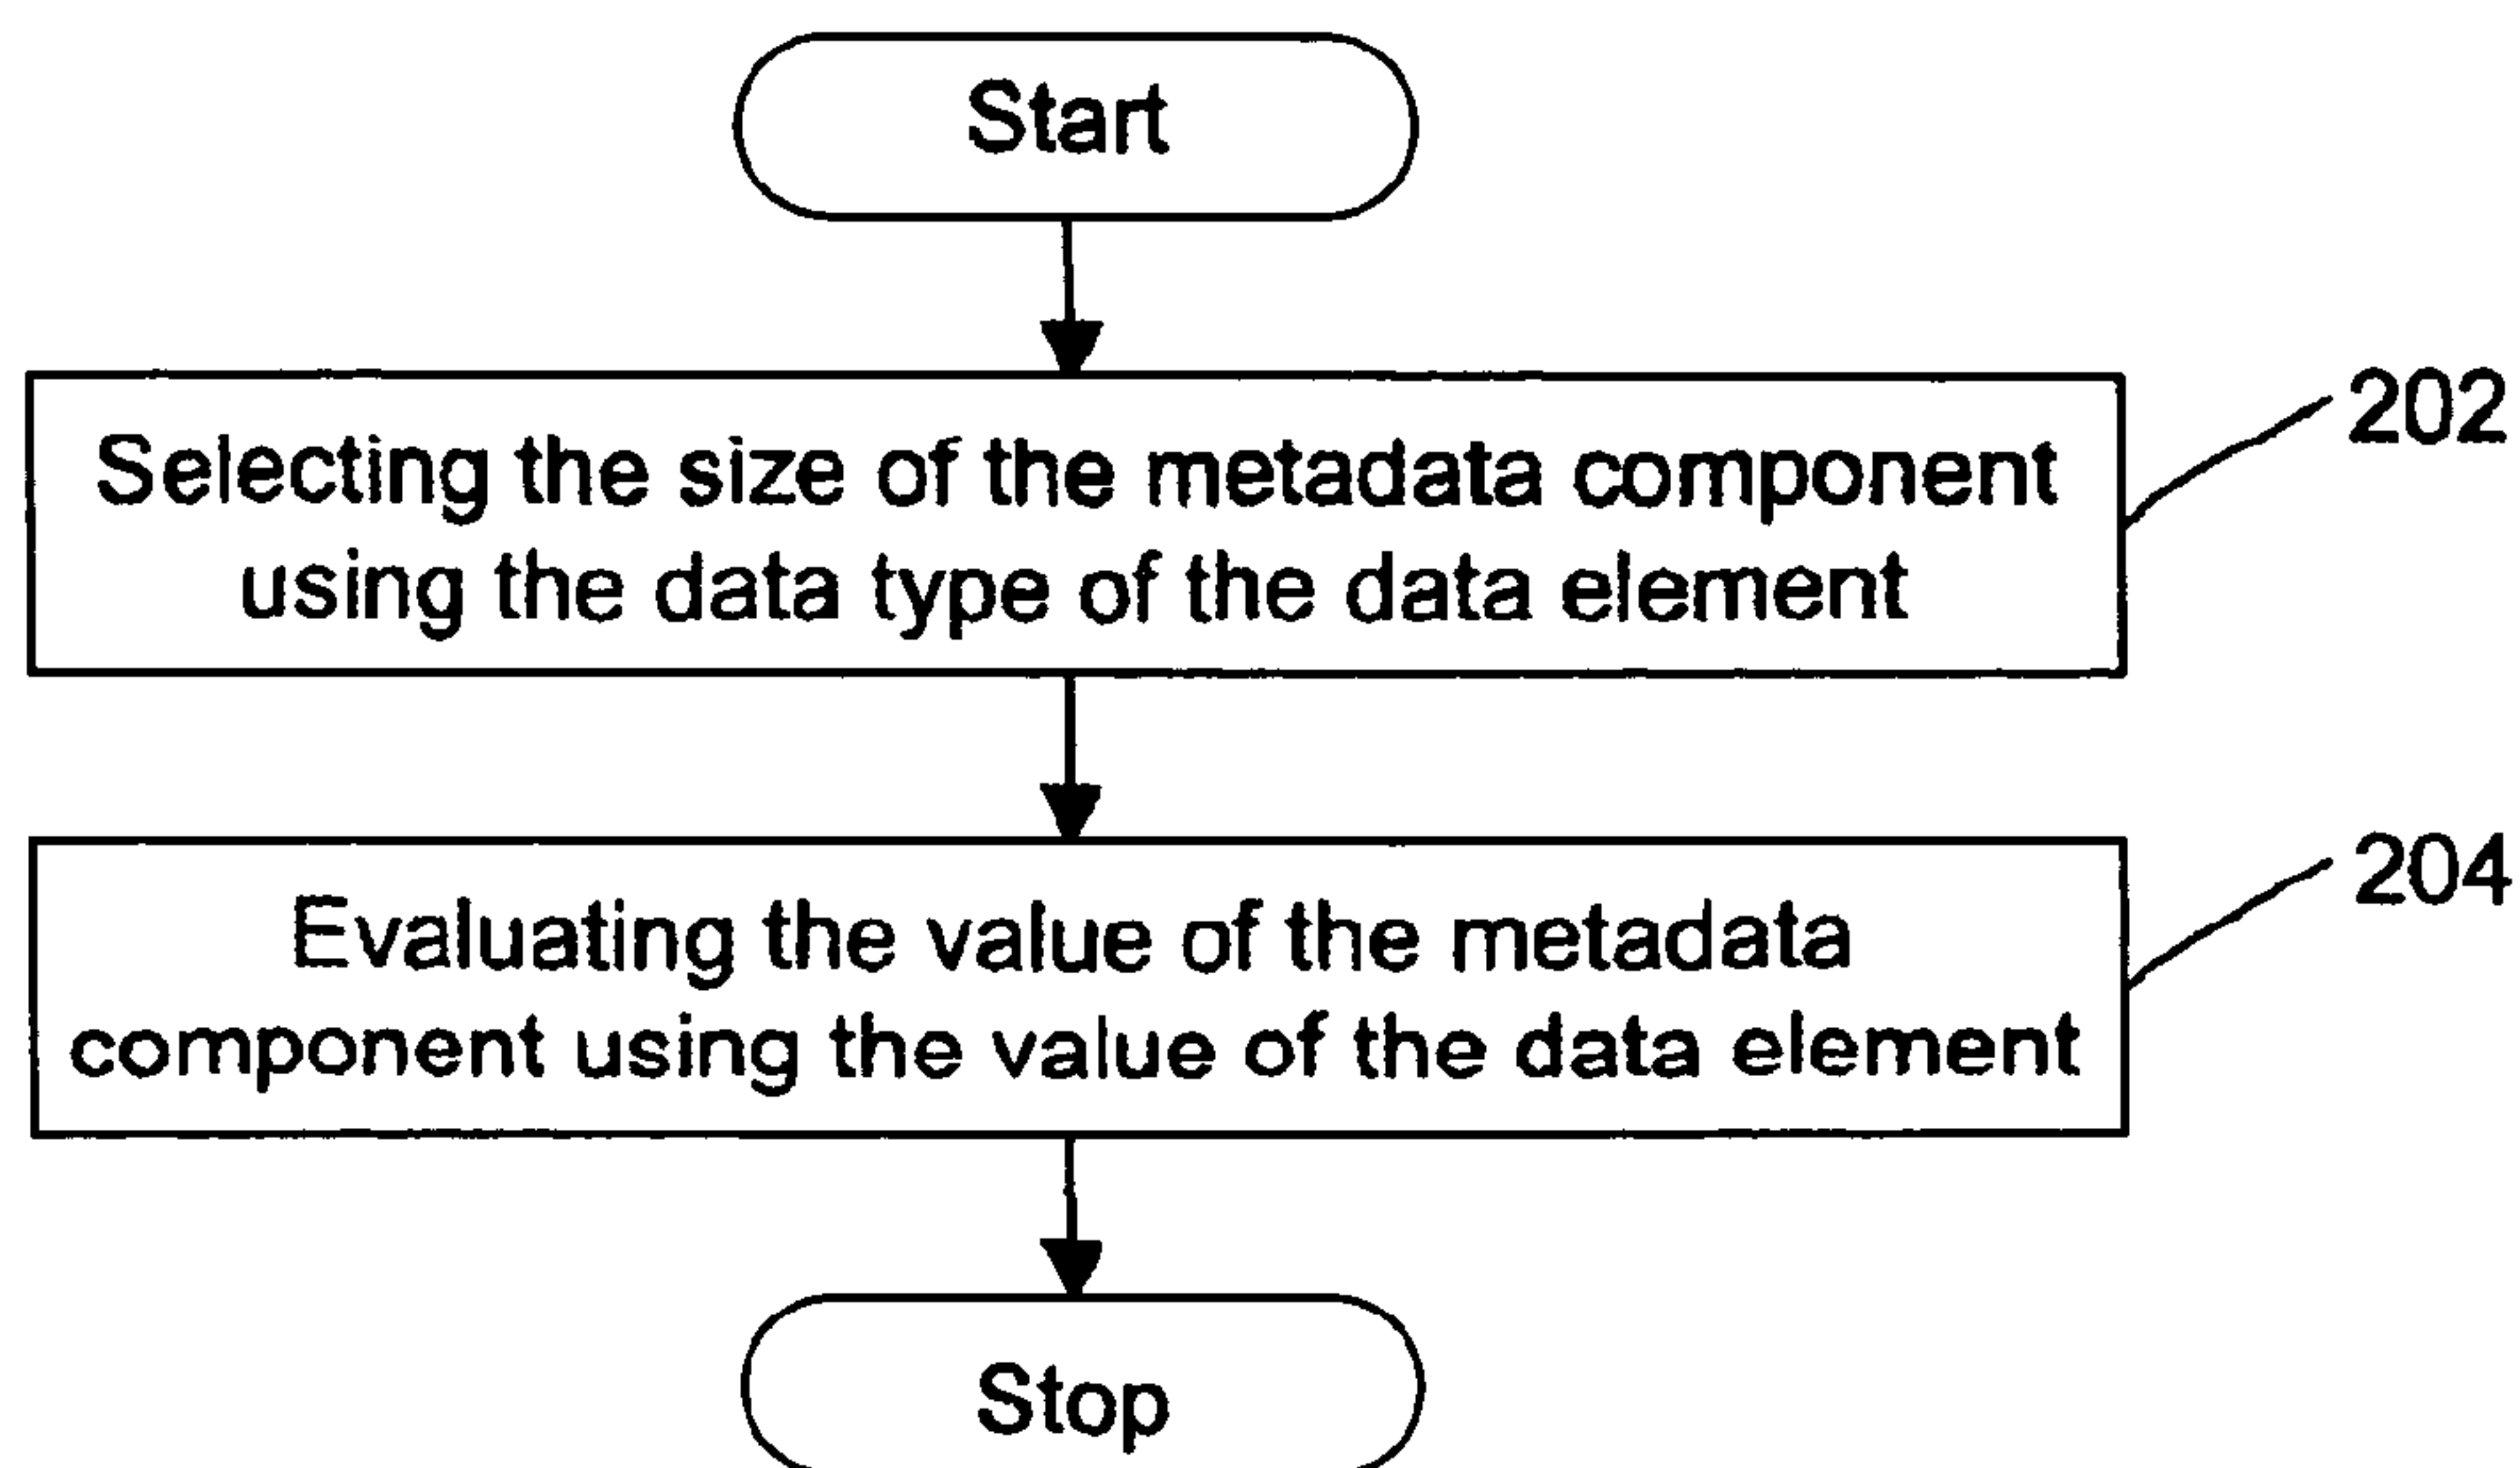 Start
Selecting the size of the metadata component
using the data type of the data element
202
Evaluating the value of the metadata
component using the value of the data element
204
Stop